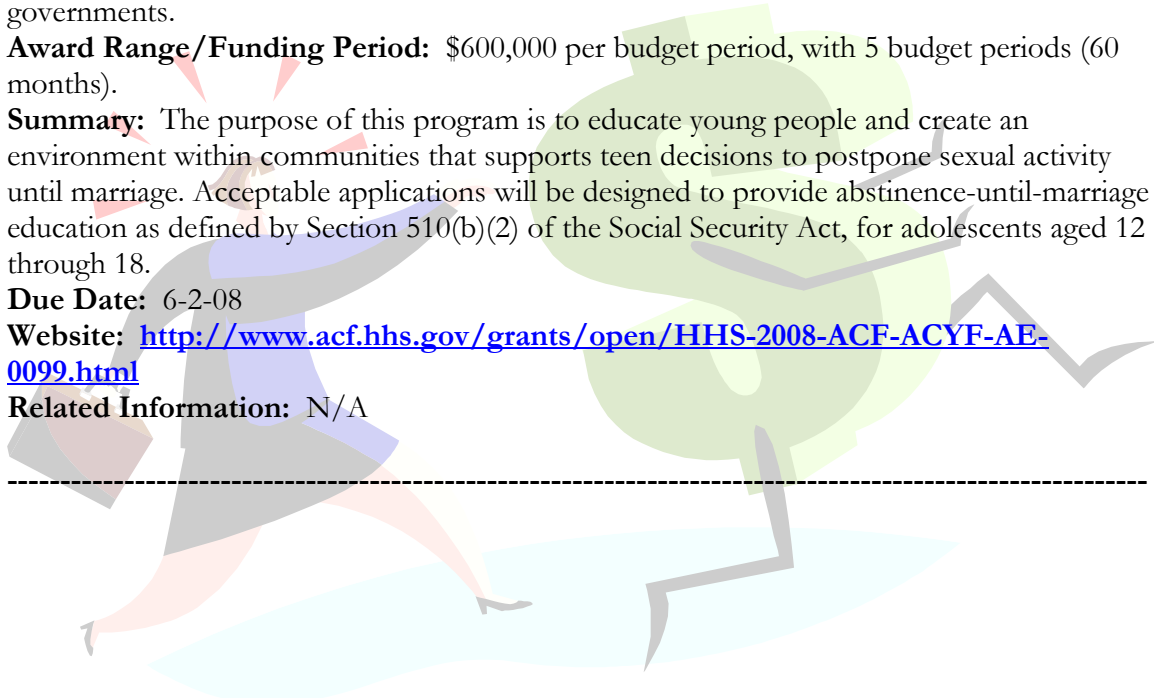 governments.
Award Range/Funding Period: $600,000 per budget period, with 5 budget periods (60
months).
Summary: The purpose of this program is to educate young people and create an
environment within communities that supports teen decisions to postpone sexual activity
until marriage. Acceptable applications will be designed to provide abstinence-until-marriage
education as defined by Section 510(b)(2) of the Social Security Act, for adolescents aged 12
through 18.
Due Date: 6-2-08
Website: http://www.acf.hhs.gov/grants/open/HHS-2008-ACF-ACYF-AE-
0099.html
Related Information: N/A